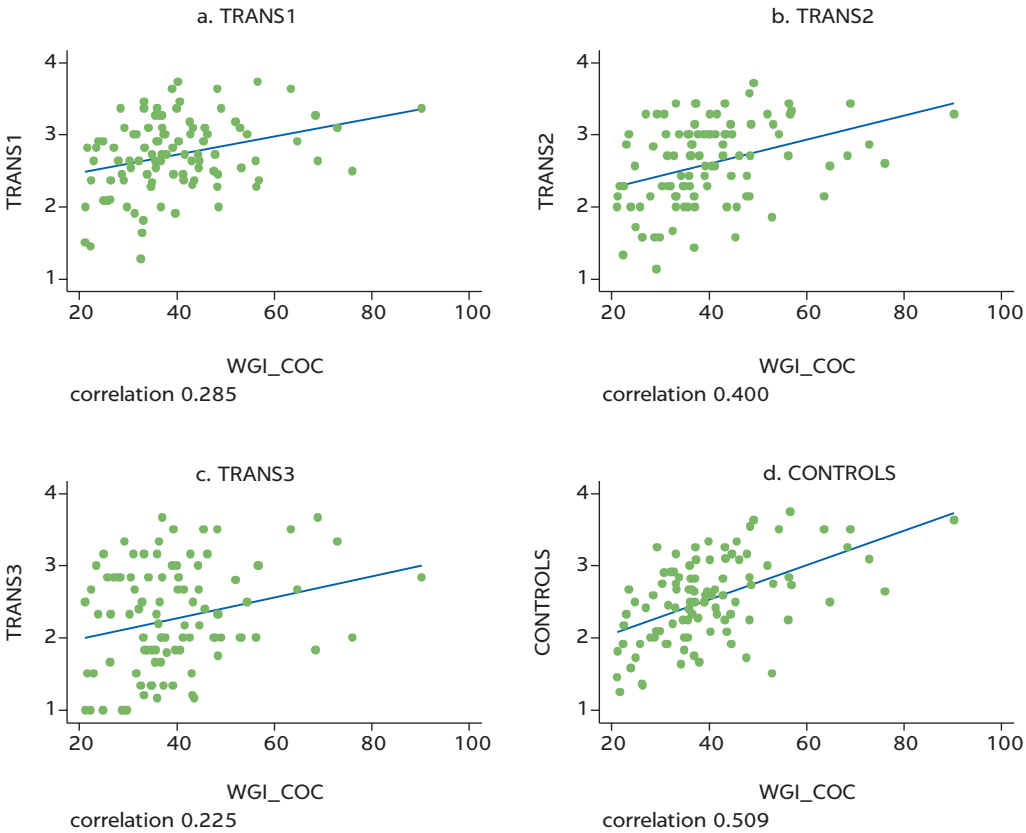 a. TRANS1
4
3
2
1
TRANS1
20 40 60 80 100
WGI_COC
correlation 0.285
b. TRANS2
4
3
2
1
TRANS2
20 40 60 80 100
WGI_COC
correlation 0.400
c. TRANS3
4
3
2
1
TRANS3
20 40 60 80 100
WGI_COC
correlation 0.225
d. CONTROLS
4
3
2
1
CONTROLS
20 40 60 80 100
WGI_COC
correlation 0.509